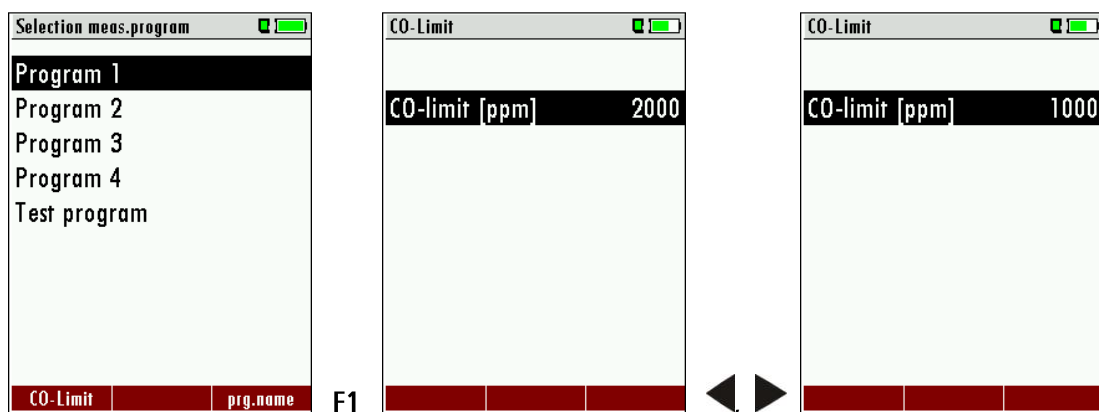 Selection meas.program
Program 1
Program 2
Program 3
Program 4
Test program
CO-Limit prg.name
F1
CO-Limit
CO-limit [ppm] 2000
,
CO-Limit
CO-limit [ppm] 1000